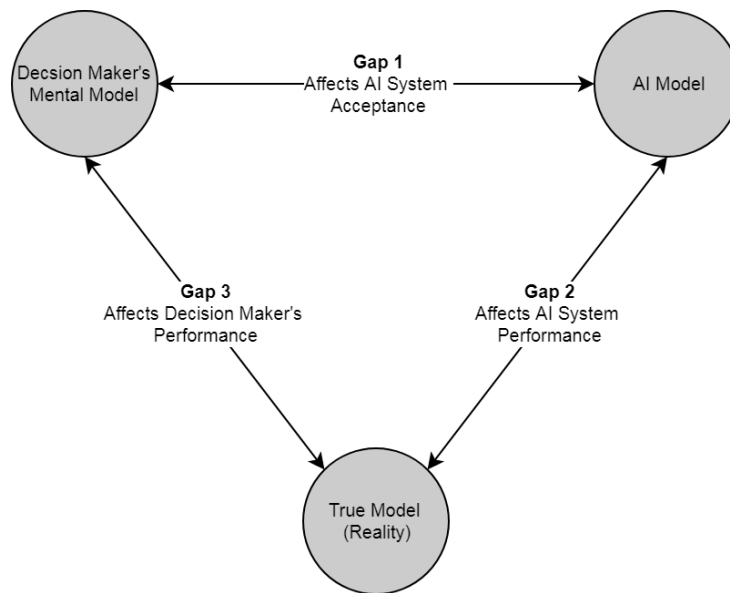 Decsion Maker's
Mental Model
Gap 1
Affects AI System
Acceptance
AI Model
Gap 3
Affects Decision Maker's
Performance
Gap 2
Affects AI System
Performance
True Model
(Reality)